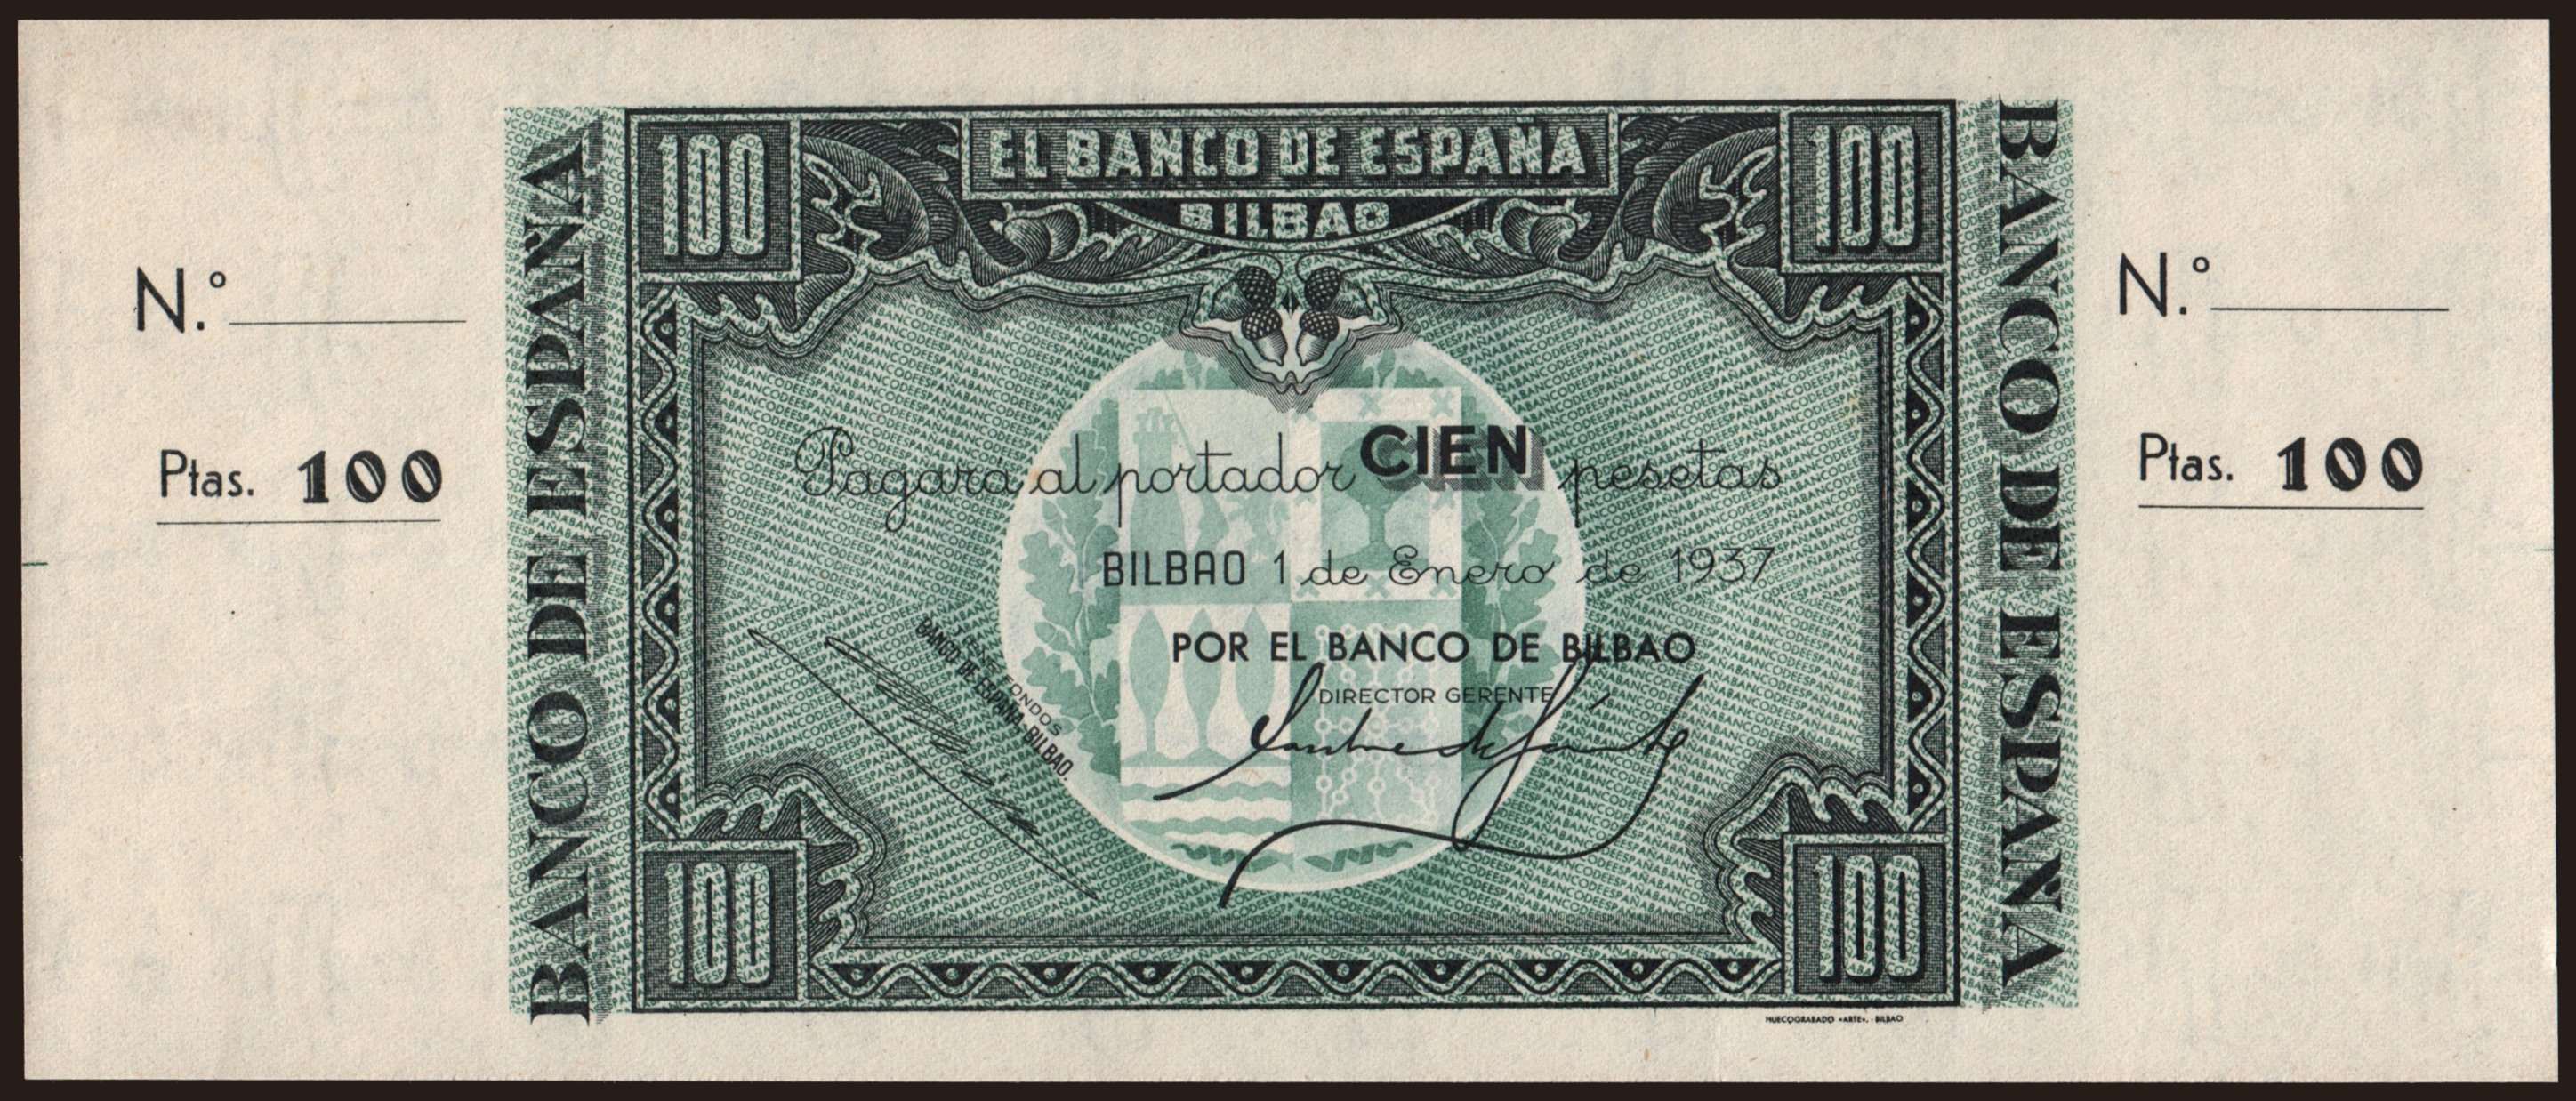 N.º
Ptas. 100
BANCO DE ESPAÑA
100
EL BANCO DE ESPAÑA
100
BILBAO
Pagará al portador CIEN pesetas
BILBAO 1 de Enero de 1937
POR EL BANCO DE BILBAO
DIRECTOR GERENTE
BANCO DE ESPAÑA, BILBAO.
100
100
BANCO DE ESPAÑA
N.º
Ptas. 100
HUECOGRABADO «ARTE».-BILBAO